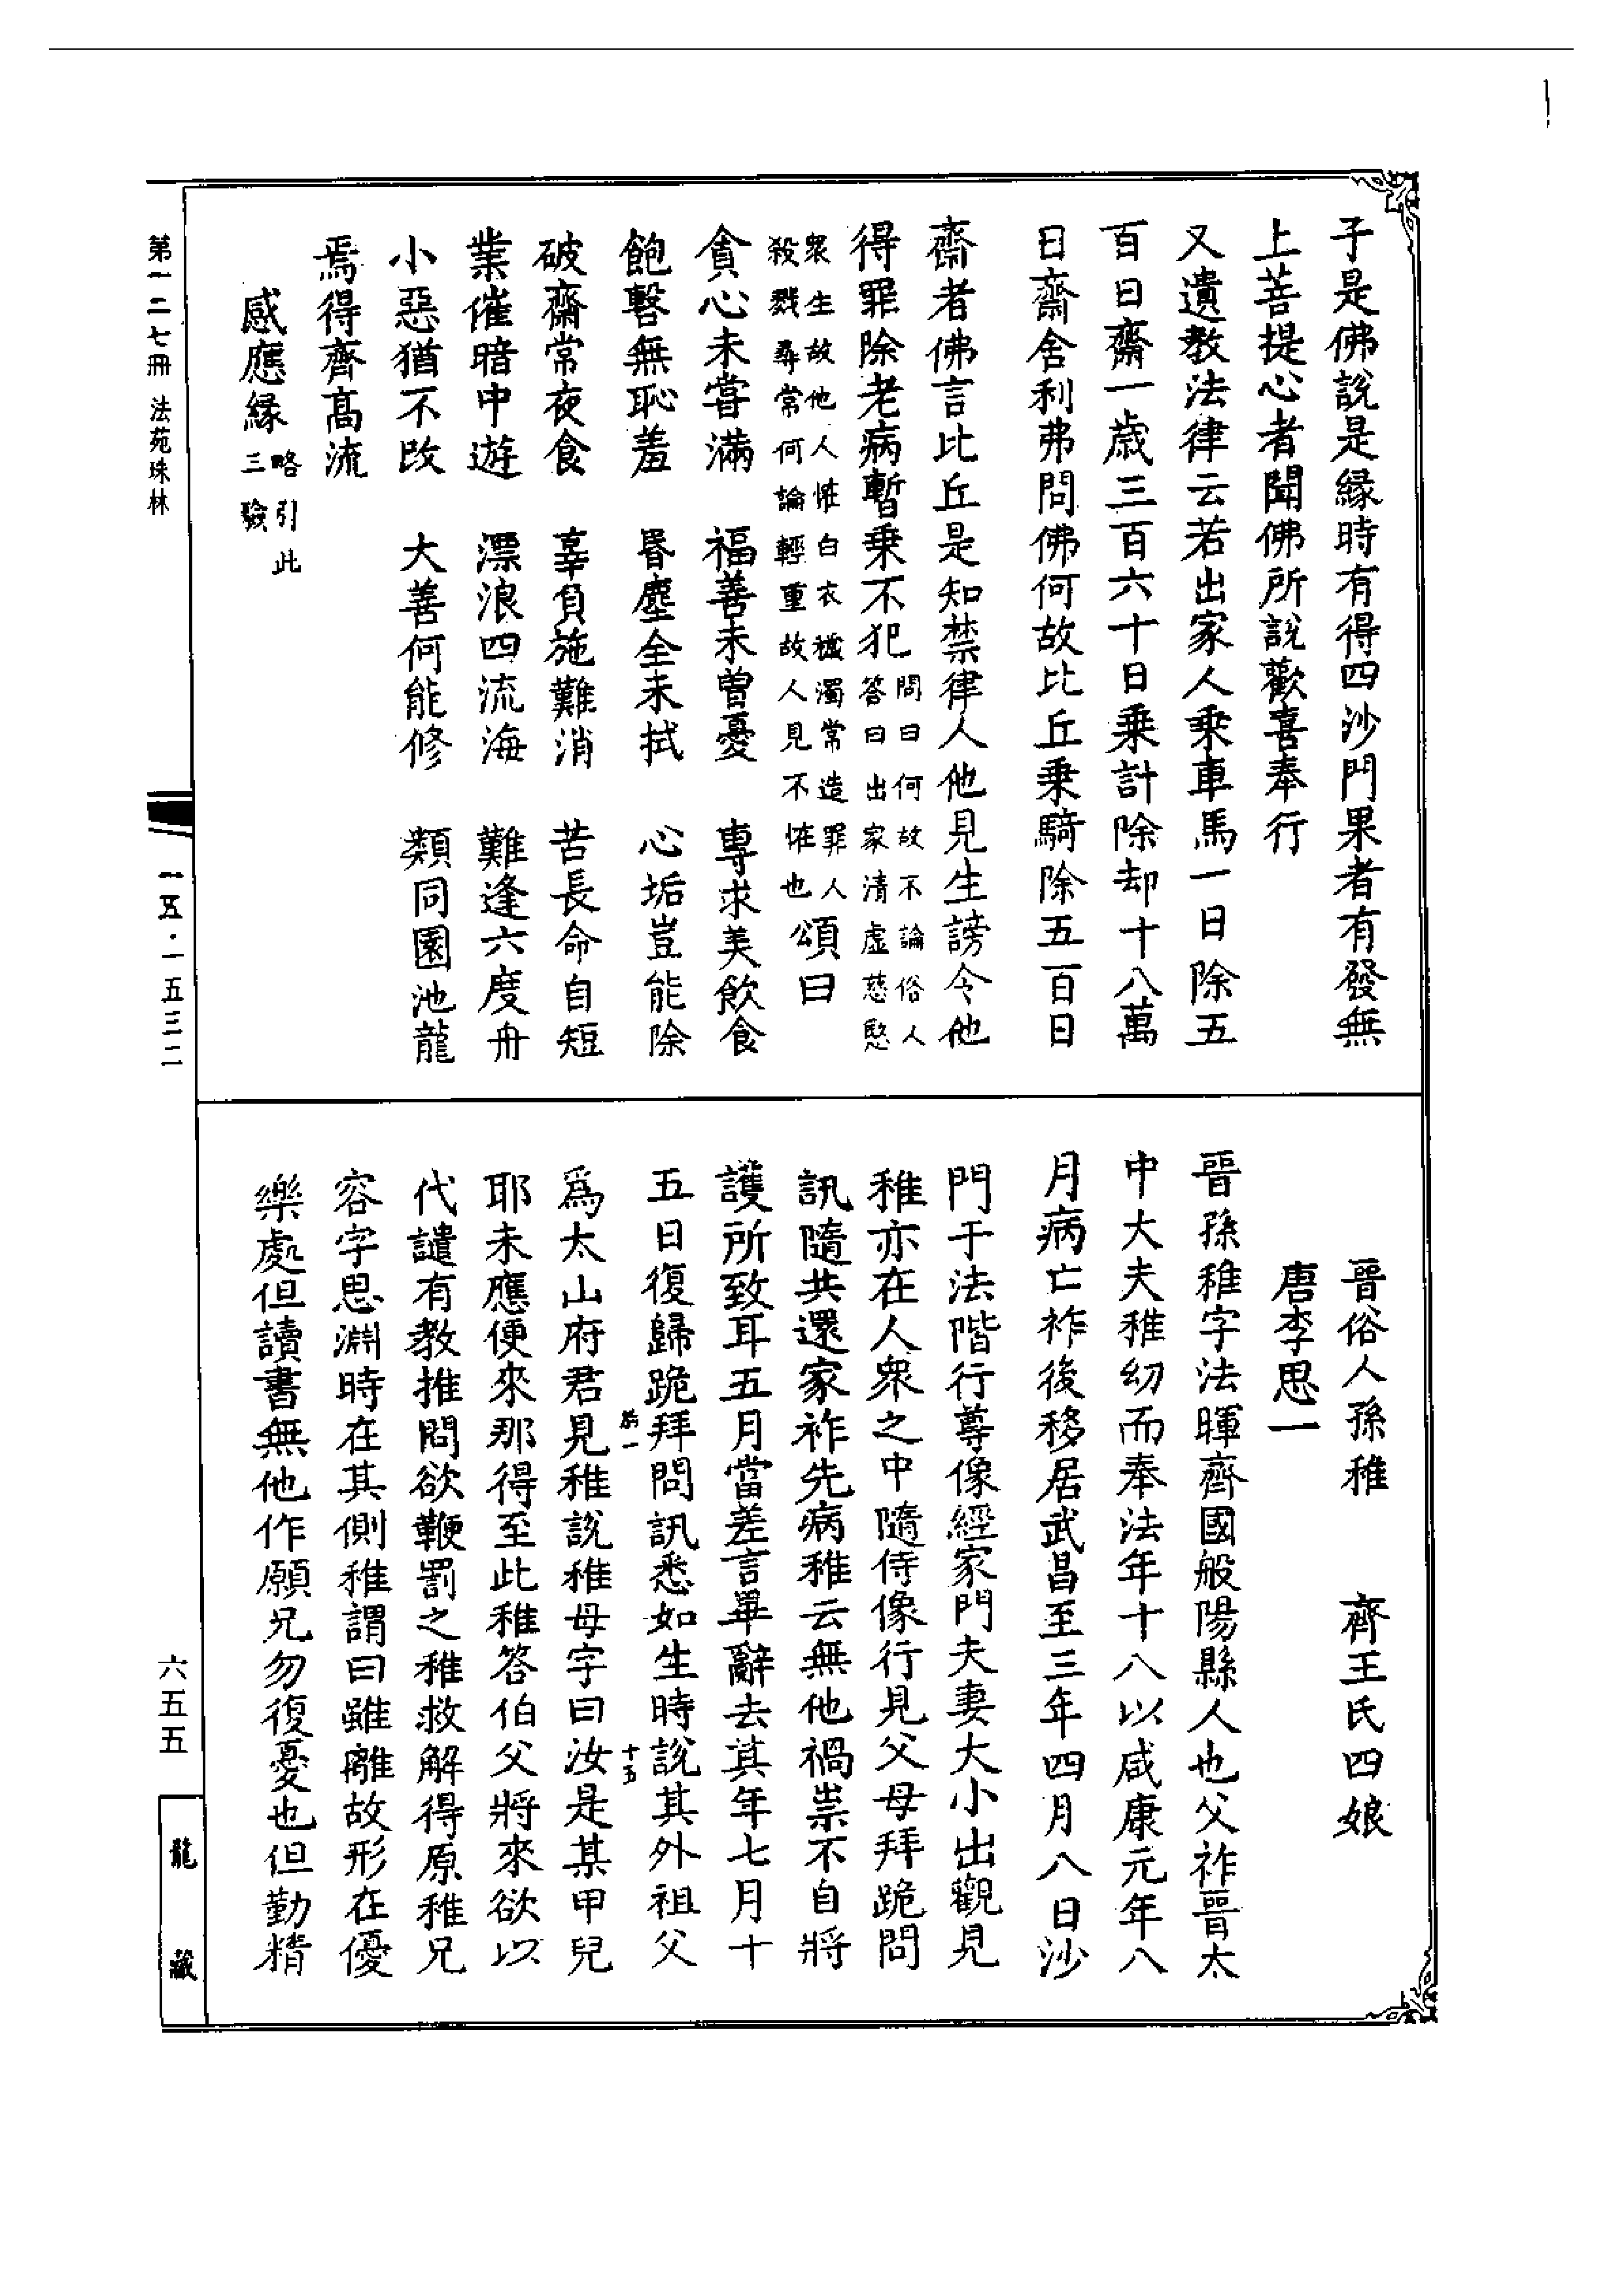 于是佛說是縁時有得四沙門果者有發無
上菩提心者聞佛所說歡喜奉行
又遺教法律云若出家人乗車馬一日除五
百日齋一歳三百六十日乗計除却十八萬
日齋舍利弗問佛何故比丘乗騎除五百日
齋者佛言比丘是知禁律人他見生謗令他
得罪除老病暫乗不犯問曰何故不論俗人
答曰出家清虛慈愍
衆生故他人怪白衣穢濁常造罪人
殺戮尋常何論輕重故人見不怪也頌曰
貪心未甞滿　福善未曽憂　專求美飲食
飽暋無恥羞　昬塵全未拭　心垢豈能除
破齋常夜食　辜負施難消　苦長命自短
業催暗中遊　漂浪四流海　難逢六度舟
小惡猶不改　大善何能修　類同園池龍
焉得齊髙流
感應縁略引此
三驗
晉俗人孫稚　齊王氏四娘
唐李思一
晉孫稚字法暉齊國般陽縣人也父祚晉太
中大夫稚幼而奉法年十八以咸康元年八
月病亡祚後移居武昌至三年四月八日沙
門于法階行尊像經家門夫妻大小出觀見
稚亦在人衆之中隨侍像行見父母拜跪問
訊隨共還家祚先病稚云無他禍祟不自將
護所致耳五月當差言畢辭去其年七月十
五日復歸跪拜問訊悉如生時說其外祖父
爲太山府君見稚說稚母字曰汝是某甲兒
耶未應便來那得至此稚答伯父將來欲以
代譴有教推問欲鞭罰之稚救解得原稚兄
容字思淵時在其側稚謂曰雖離故形在優
樂處但讀書無他作願兄勿復憂也但勤精
第一二七冊　法苑珠林
一五·一五三二
六五五
龍藏